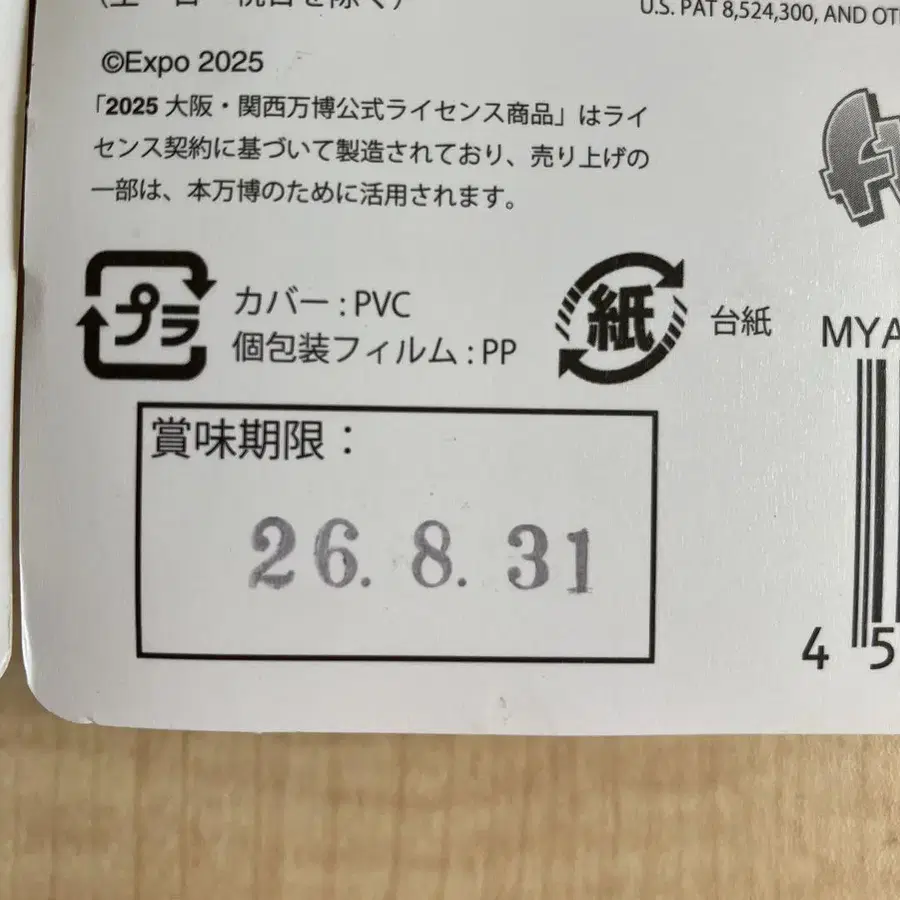 U.S. PAT 8,524,300, AND
©Expo 2025
「2025 大阪・関西万博公式ライセンス商品」はライ
センス契約に基づいて製造されており、売り上げの
一部は、本万博のために活用されます。
プラ
カバー : PVC
個包装フィルム : PP
紙
台紙
賞味期限：
26. 8. 31
4 5